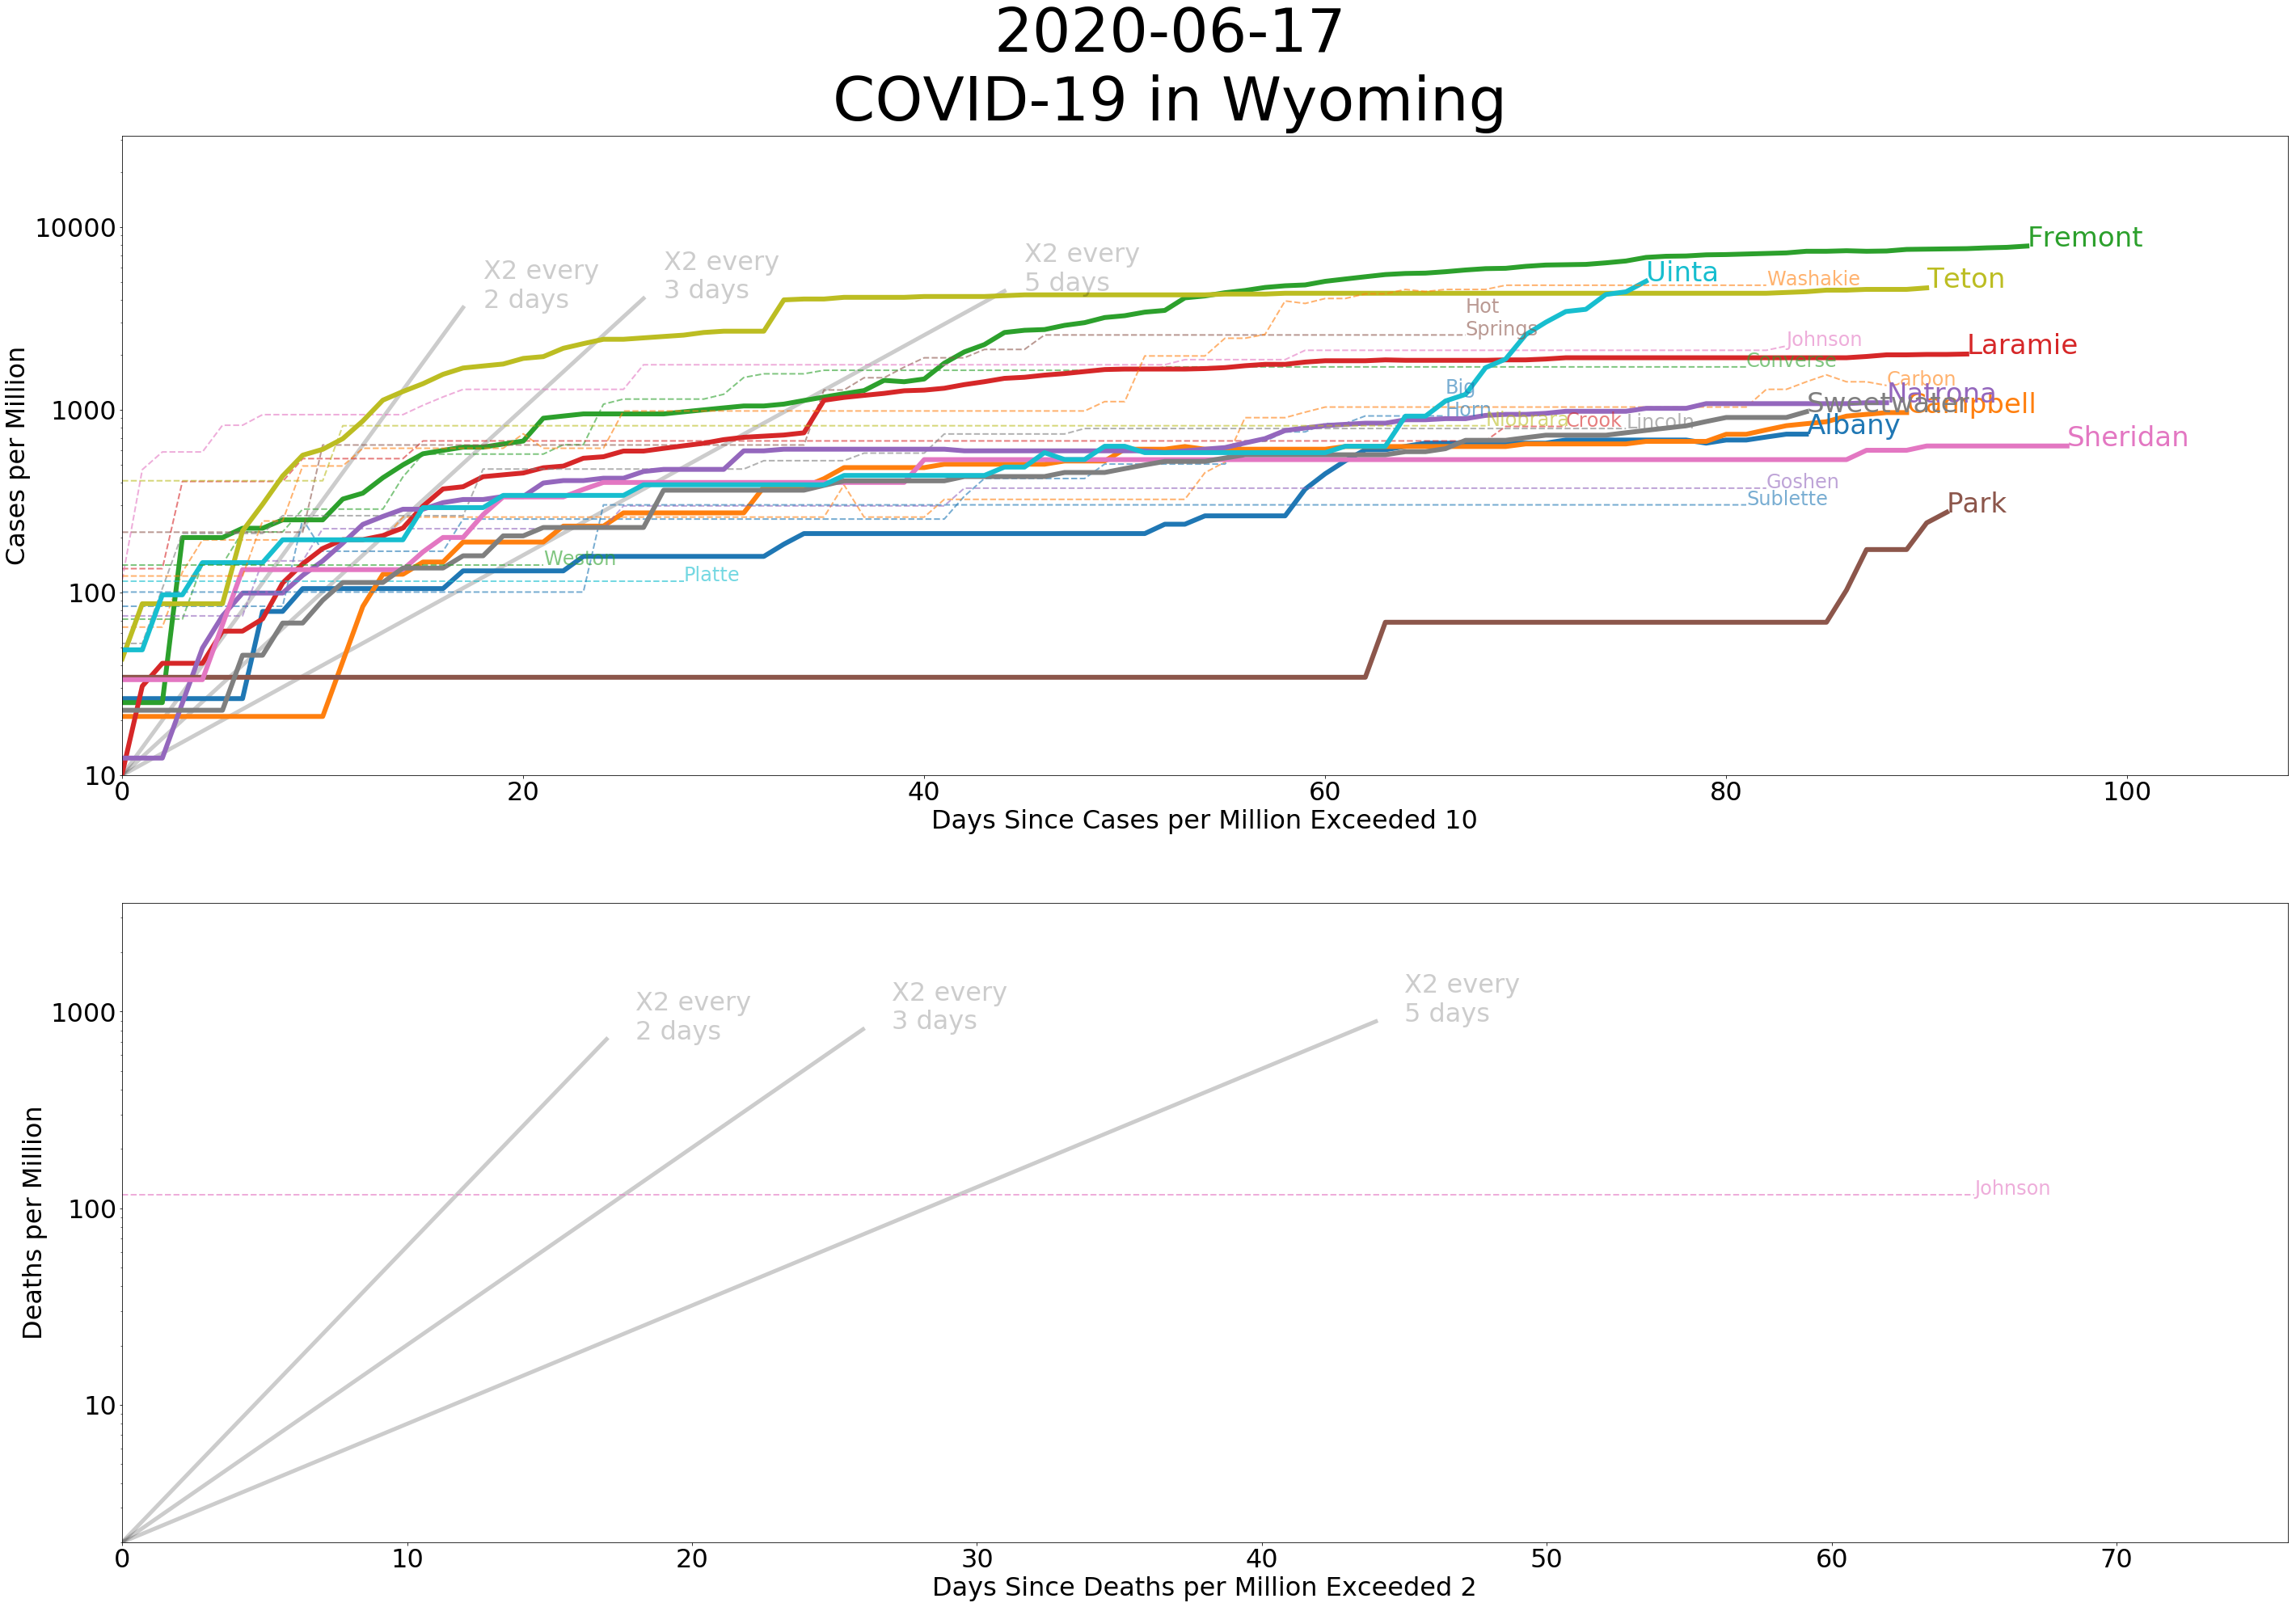 2020-06-17
COVID-19 in Wyoming
Cases per Million
10000
1000
100
10
X2 every
2 days
X2 every
3 days
X2 every
5 days
Fremont
Uinta
Washakie
Teton
Hot
Springs
Johnson
Laramie
Converse
Carbon
Big
Horn
Natrona
Sweetwater
Campbell
Niobrara
Crook
Lincoln
Albany
Sheridan
Goshen
Sublette
Park
Weston
Platte
0
20
40
60
80
100
Days Since Cases per Million Exceeded 10
Deaths per Million
1000
100
10
X2 every
2 days
X2 every
3 days
X2 every
5 days
Johnson
0
10
20
30
40
50
60
70
Days Since Deaths per Million Exceeded 2